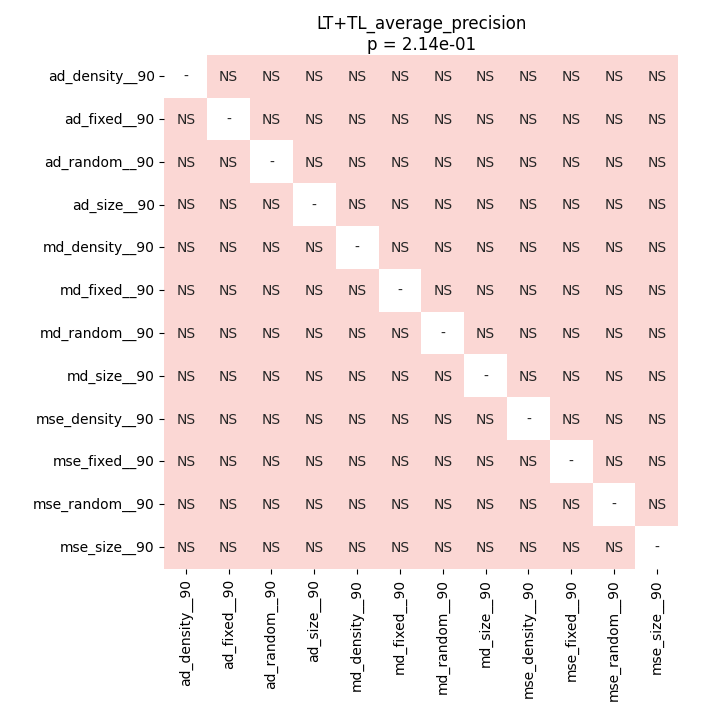 LT+TL_average_precision
p = 2.14e-01
ad_density__90 - NS NS NS NS NS NS NS NS NS NS NS
ad_fixed__90 NS - NS NS NS NS NS NS NS NS NS NS
ad_random__90 NS NS - NS NS NS NS NS NS NS NS NS
ad_size__90 NS NS NS - NS NS NS NS NS NS NS NS
md_density__90 NS NS NS NS - NS NS NS NS NS NS NS
md_fixed__90 NS NS NS NS NS - NS NS NS NS NS NS
md_random__90 NS NS NS NS NS NS - NS NS NS NS NS
md_size__90 NS NS NS NS NS NS NS - NS NS NS NS
mse_density__90 NS NS NS NS NS NS NS NS - NS NS NS
mse_fixed__90 NS NS NS NS NS NS NS NS NS - NS NS
mse_random__90 NS NS NS NS NS NS NS NS NS NS - NS
mse_size__90 NS NS NS NS NS NS NS NS NS NS NS -
ad_density__90
ad_fixed__90
ad_random__90
ad_size__90
md_density__90
md_fixed__90
md_random__90
md_size__90
mse_density__90
mse_fixed__90
mse_random__90
mse_size__90